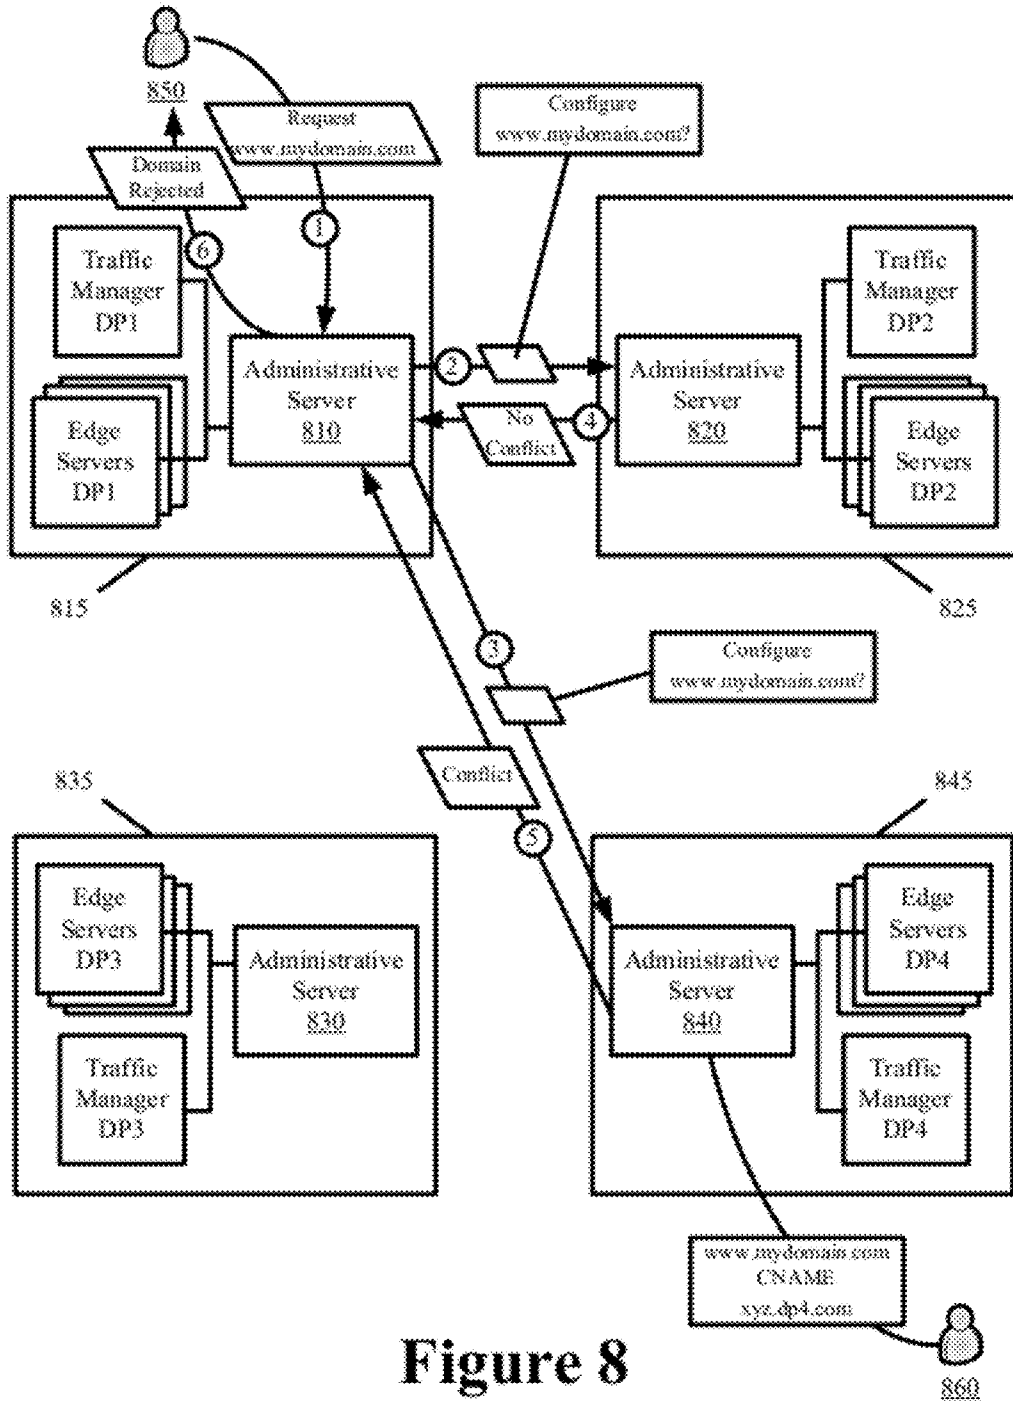 850
Request
www.mydomain.com
Configure
www.mydomain.com?
Domain
Rejected
1
6
Traffic
Manager
DP1
Administrative
Server
810
Edge
Servers
DP1
2
No
Conflict
4
Administrative
Server
820
Traffic
Manager
DP2
Edge
Servers
DP2
815
825
3
Configure
www.mydomain.com?
Conflict
5
835
845
Edge
Servers
DP3
Administrative
Server
830
Traffic
Manager
DP3
Administrative
Server
840
Edge
Servers
DP4
Traffic
Manager
DP4
www.mydomain.com
CNAME
xyz.dp4.com
860
Figure 8